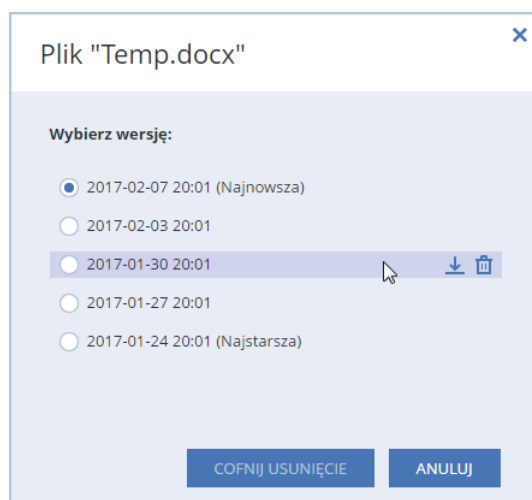 Plik "Temp.docx"
Wybierz wersję:
2017-02-07 20:01 (Najnowsza)
2017-02-03 20:01
2017-01-30 20:01
2017-01-27 20:01
2017-01-24 20:01 (Najstarsza)
COFNIJ USUNIĘCIE ANULUJ